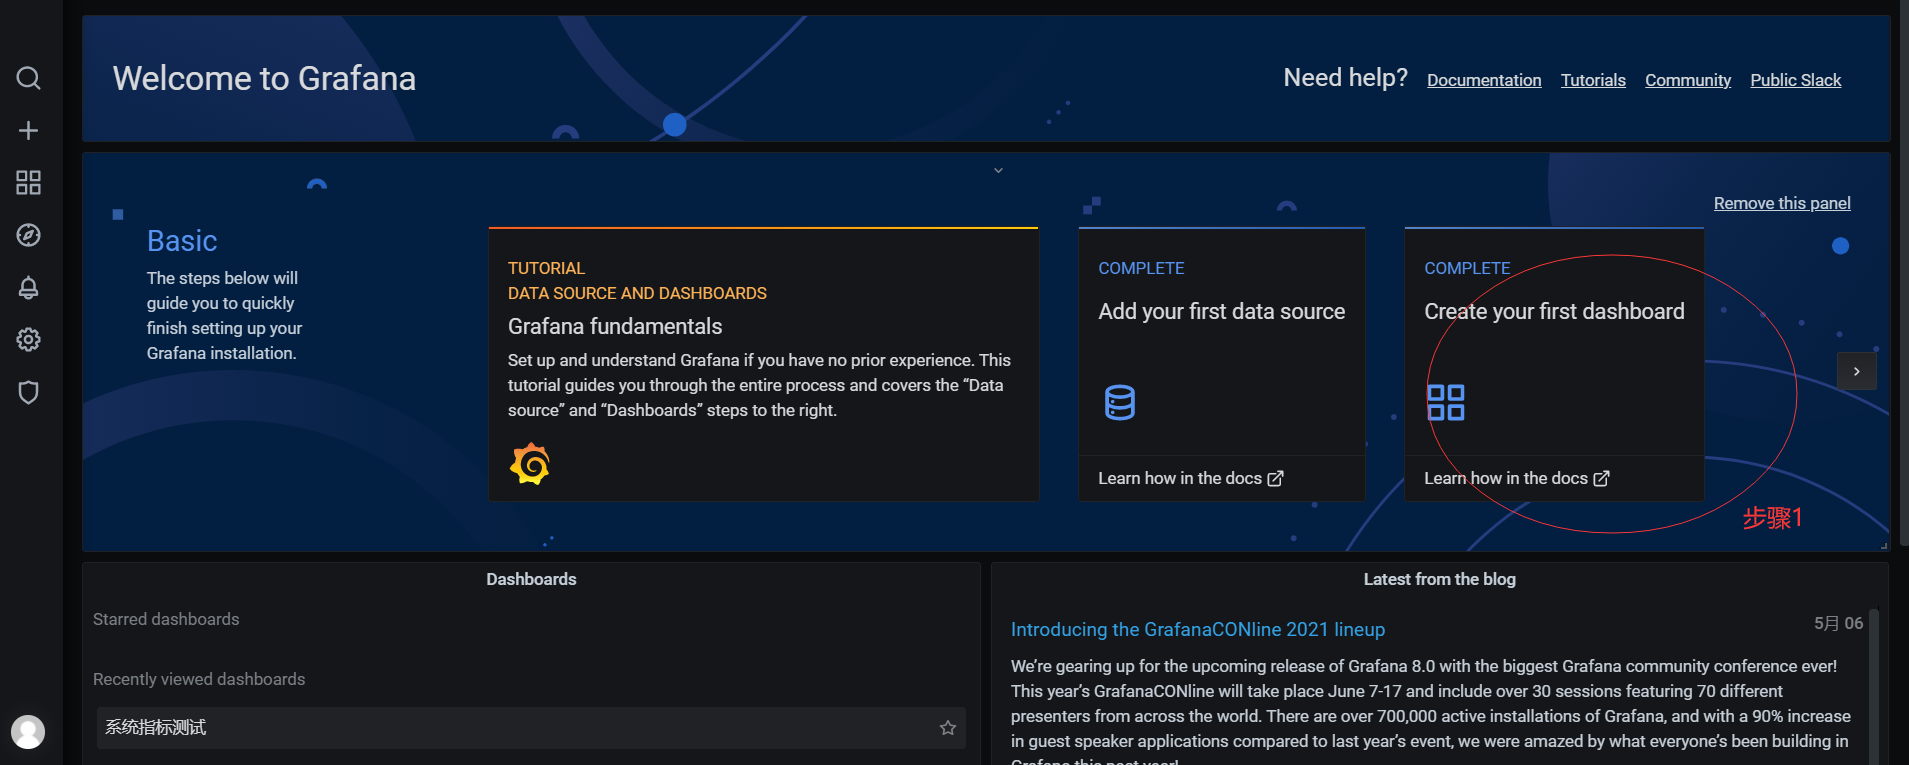 Welcome to Grafana
Need help?
Documentation
Tutorials
Community
Public Slack
Remove this panel
Basic
The steps below will
guide you to quickly
finish setting up your
Grafana installation.
TUTORIAL
DATA SOURCE AND DASHBOARDS
Grafana fundamentals
Set up and understand Grafana if you have no prior experience. This
tutorial guides you through the entire process and covers the “Data
source” and “Dashboards” steps to the right.
COMPLETE
Add your first data source
Learn how in the docs
COMPLETE
Create your first dashboard
Learn how in the docs
步骤1
Dashboards
Starred dashboards
Recently viewed dashboards
系统指标测试
Latest from the blog
Introducing the GrafanaCONline 2021 lineup
5月 06
We’re gearing up for the upcoming release of Grafana 8.0 with the biggest Grafana community conference ever!
This year’s GrafanaCONline will take place June 7-17 and include over 30 sessions featuring 70 different
presenters from across the world. There are over 700,000 active installations of Grafana, and with a 90% increase
in guest speaker applications compared to last year’s event, we were amazed by what everyone’s been building in
Grafana this past year!